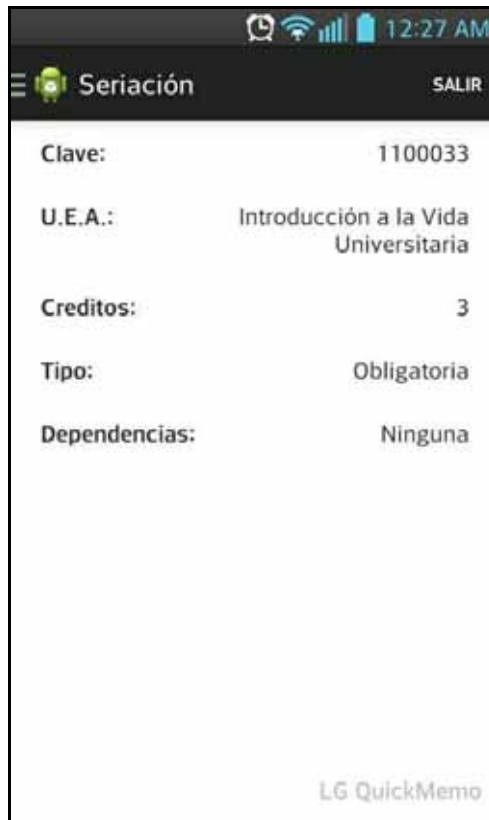 12:27 AM
Seriación SALIR
Clave: 1100033
U.E.A.: Introducción a la Vida
Universitaria
Creditos: 3
Tipo: Obligatoria
Dependencias: Ninguna
LG QuickMemo